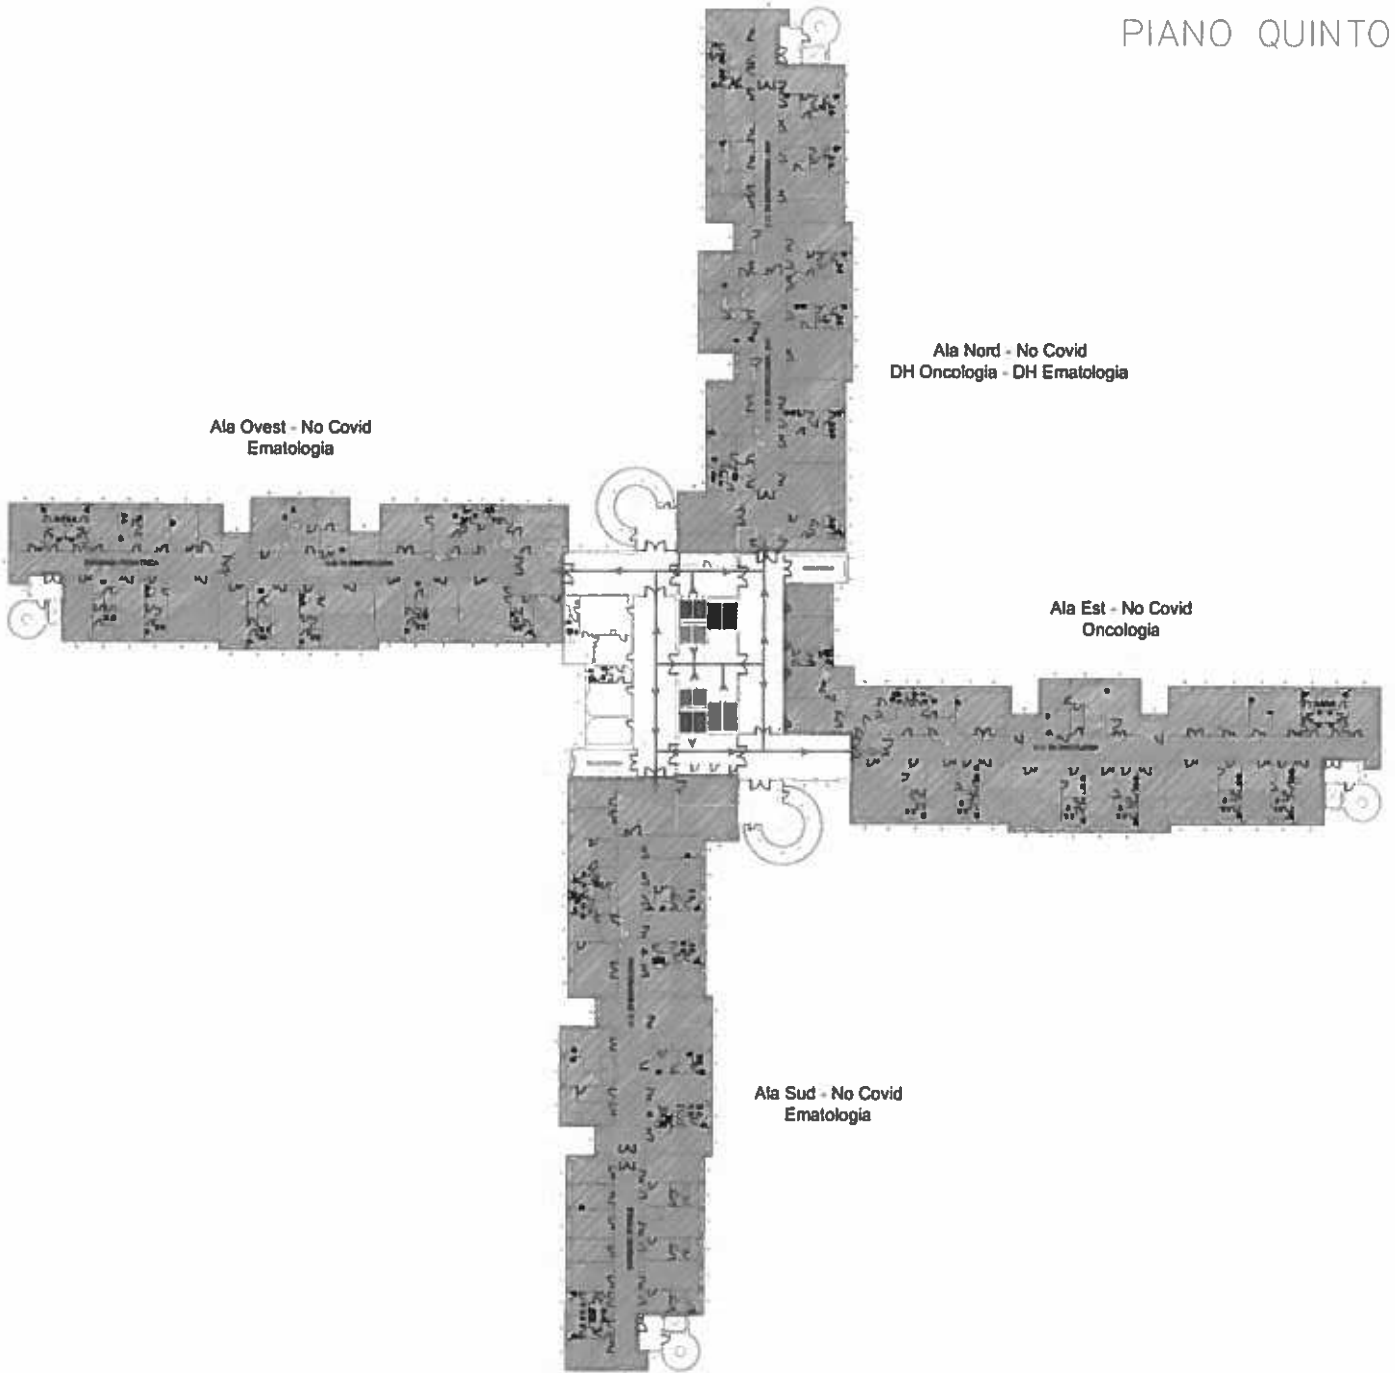 PIANO QUINTO
Ala Nord - No Covid
DH Oncologia - DH Ematologia
Ala Ovest - No Covid
Ematologia
Ala Est - No Covid
Oncologia
Ala Sud - No Covid
Ematologia